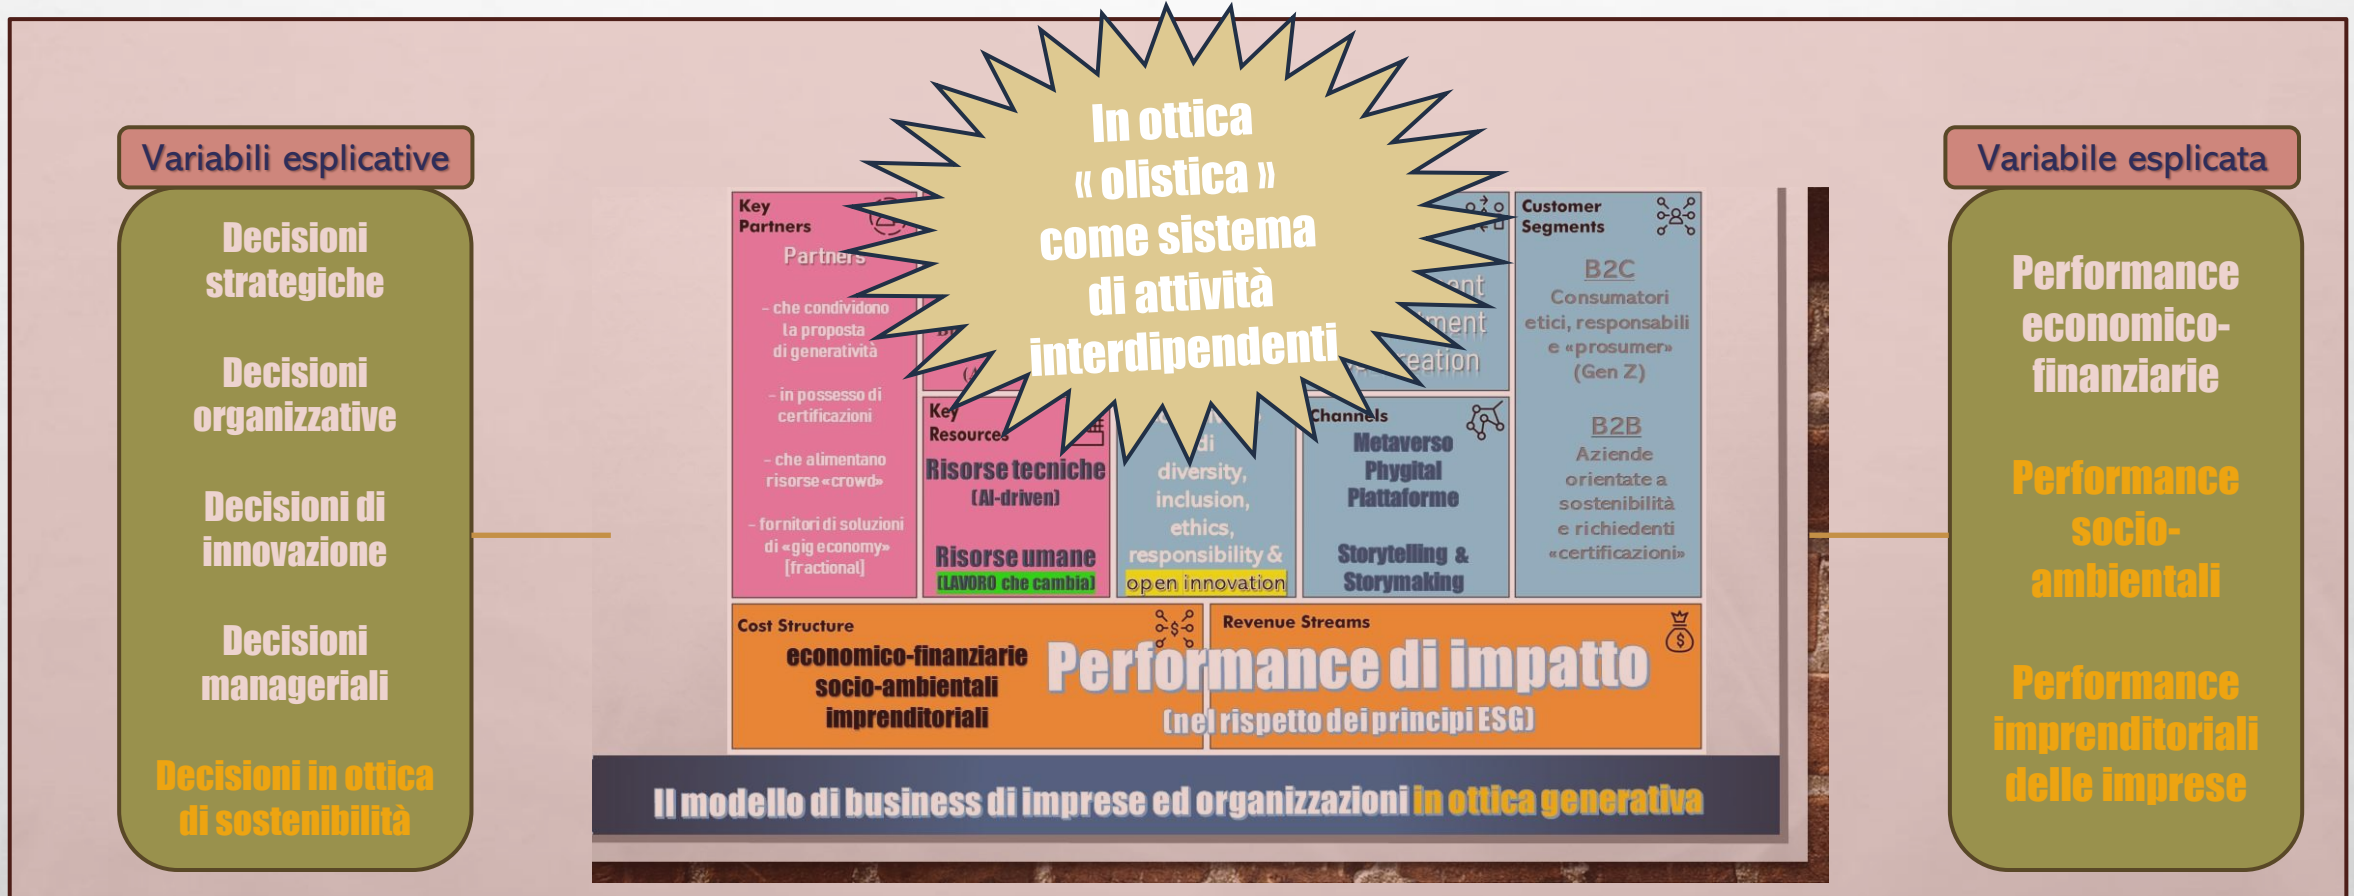 Variabili esplicative
Decisioni
strategiche
Decisioni
organizzative
Decisioni di
innovazione
Decisioni
manageriali
Decisioni in ottica
di sostenibilità
In ottica
« olistica »
come sistema
di attività
interdipendenti
Key
Partners
Partners
- che condividono
la proposta
di generatività
- in possesso di
certificazioni
- che alimentano
risorse «crowd»
- fornitori di soluzioni
di «gig economy»
[fractional]
Key
Resources
Risorse tecniche
(AI-driven)
Risorse umane
(LAVORO che cambia)
di
diversity,
inclusion,
ethics,
responsibility &
open innovation
Channels
Metaverso
Phygital
Piattaforme
Storytelling &
Storymaking
Customer
Segments
B2C
Consumatori
etici, responsabili
e «prosumer»
(Gen Z)
B2B
Aziende
orientate a
sostenibilità
e richiedenti
«certificazioni»
Cost Structure
economico-finanziarie
socio-ambientali
imprenditoriali
Revenue Streams
Performance di impatto
(nel rispetto dei principi ESG)
Il modello di business di imprese ed organizzazioni in ottica generativa
Variabile esplicata
Performance
economico-
finanziarie
Performance
socio-
ambientali
Performance
imprenditoriali
delle imprese